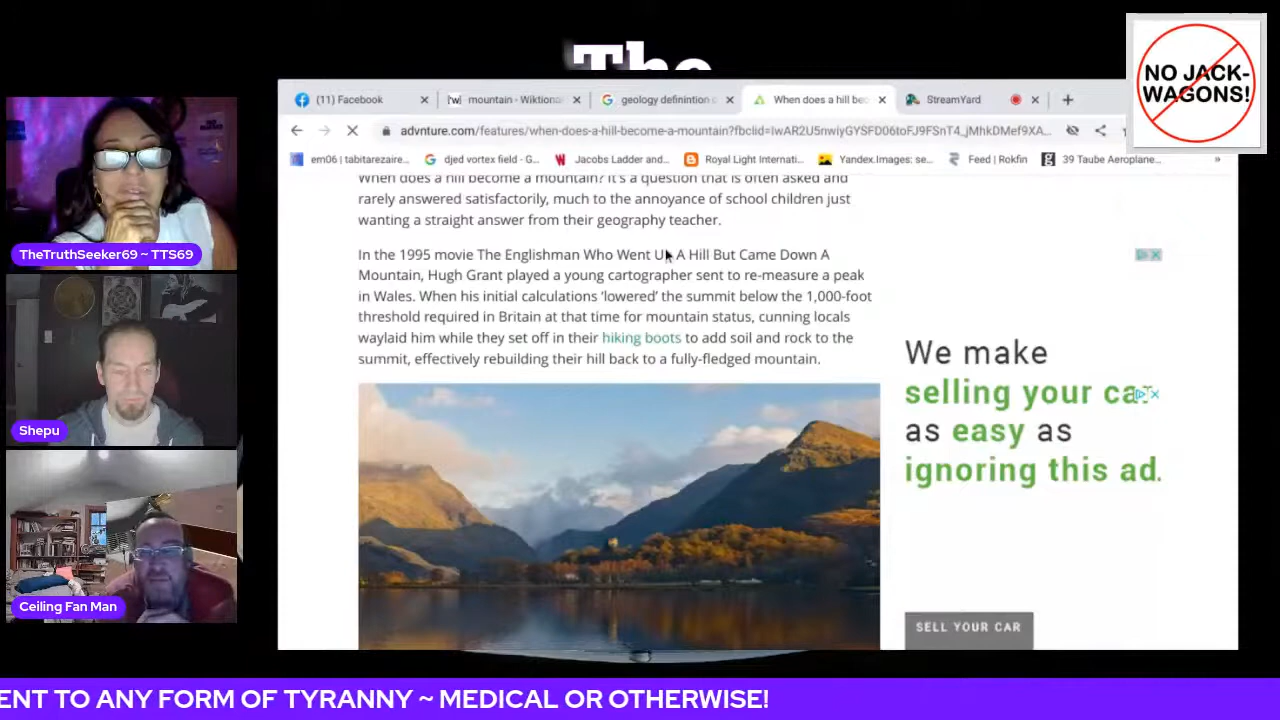 The
NO JACK-
WAGONS!
(11) Facebook
mountain - Wiktiona
geology definintion
When does a hill bec
StreamYard
advnture.com/features/when-does-a-hill-become-a-mountain?fbclid=IwAR2U5nwiyGYSFD06toFJ9FSnT4_jMhkDMef9XA...
em06 | tabitarezaire...
djed vortex field - G...
Jacobs Ladder and...
Royal Light Internati...
Yandex.Images: se...
Feed | Rokfin
39 Taube Aeroplane...
»
When does a hill become a mountain? It's a question that is often asked and
rarely answered satisfactorily, much to the annoyance of school children just
wanting a straight answer from their geography teacher.
In the 1995 movie The Englishman Who Went Up A Hill But Came Down A
Mountain, Hugh Grant played a young cartographer sent to re-measure a peak
in Wales. When his initial calculations 'lowered' the summit below the 1,000-foot
threshold required in Britain at that time for mountain status, cunning locals
waylaid him while they set off in their hiking boots to add soil and rock to the
summit, effectively rebuilding their hill back to a fully-fledged mountain.
We make
selling your car
as easy as
ignoring this ad.
SELL YOUR CAR
TheTruthSeeker69 ~ TTS69
Shepu
Ceiling Fan Man
ENT TO ANY FORM OF TYRANNY ~ MEDICAL OR OTHERWISE!